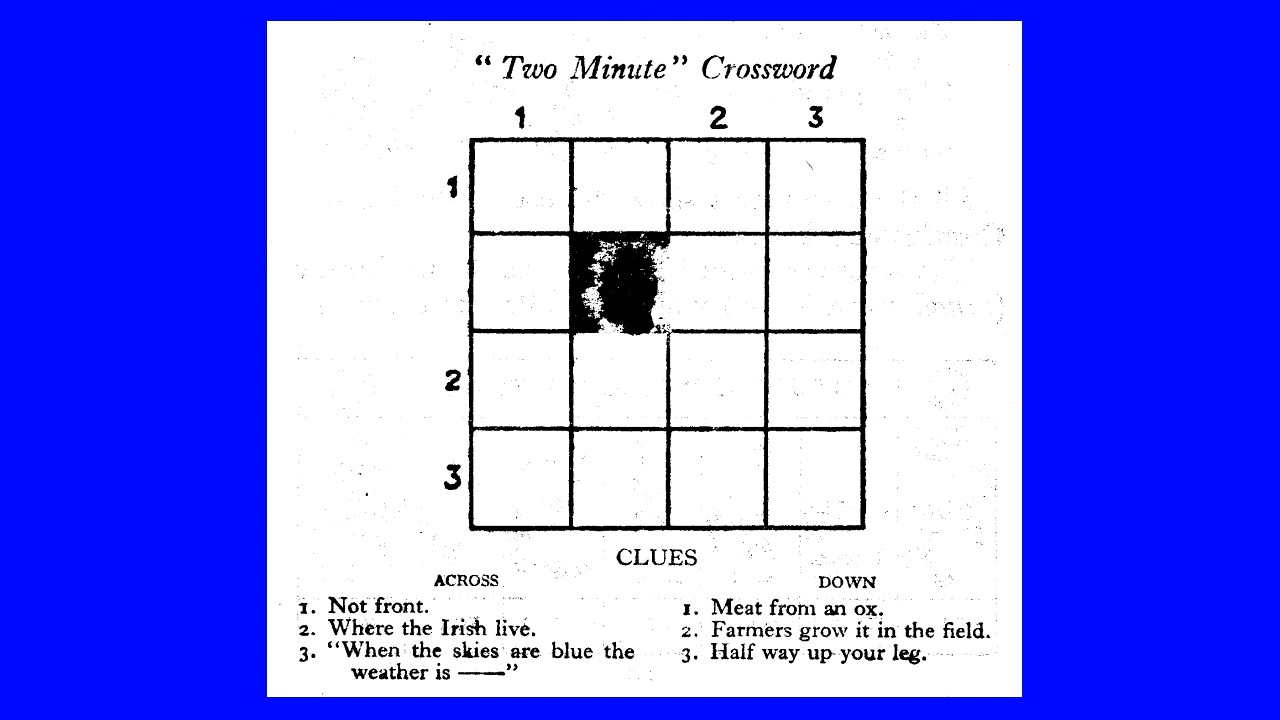 “ Two Minute ” Crossword
1 2 3
1
2
3
CLUES
ACROSS
1. Not front.
2. Where the Irish live.
3. “When the skies are blue the
weather is ——”
DOWN
1. Meat from an ox.
2. Farmers grow it in the field.
3. Half way up your leg.